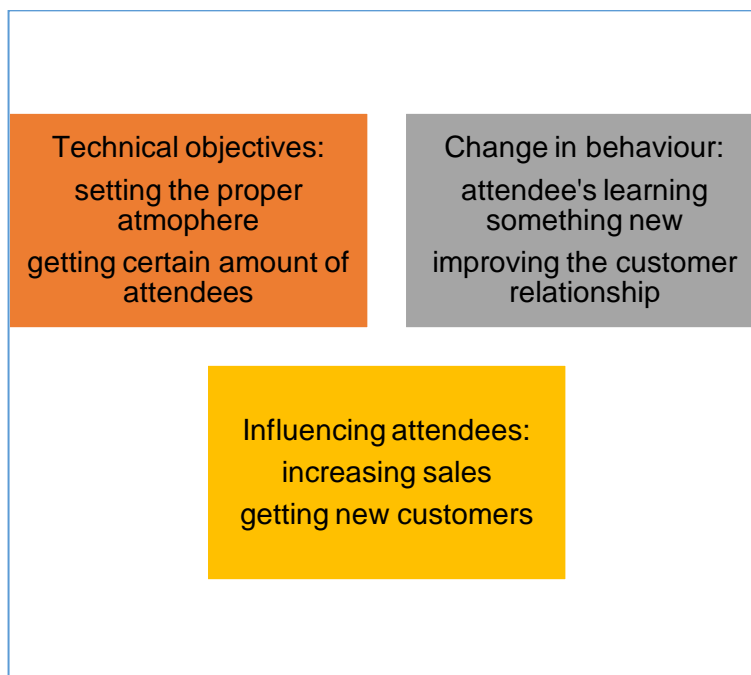 Technical objectives:
setting the proper
atmophere
getting certain amount of
attendees
Change in behaviour:
attendee's learning
something new
improving the customer
relationship
Influencing attendees:
increasing sales
getting new customers